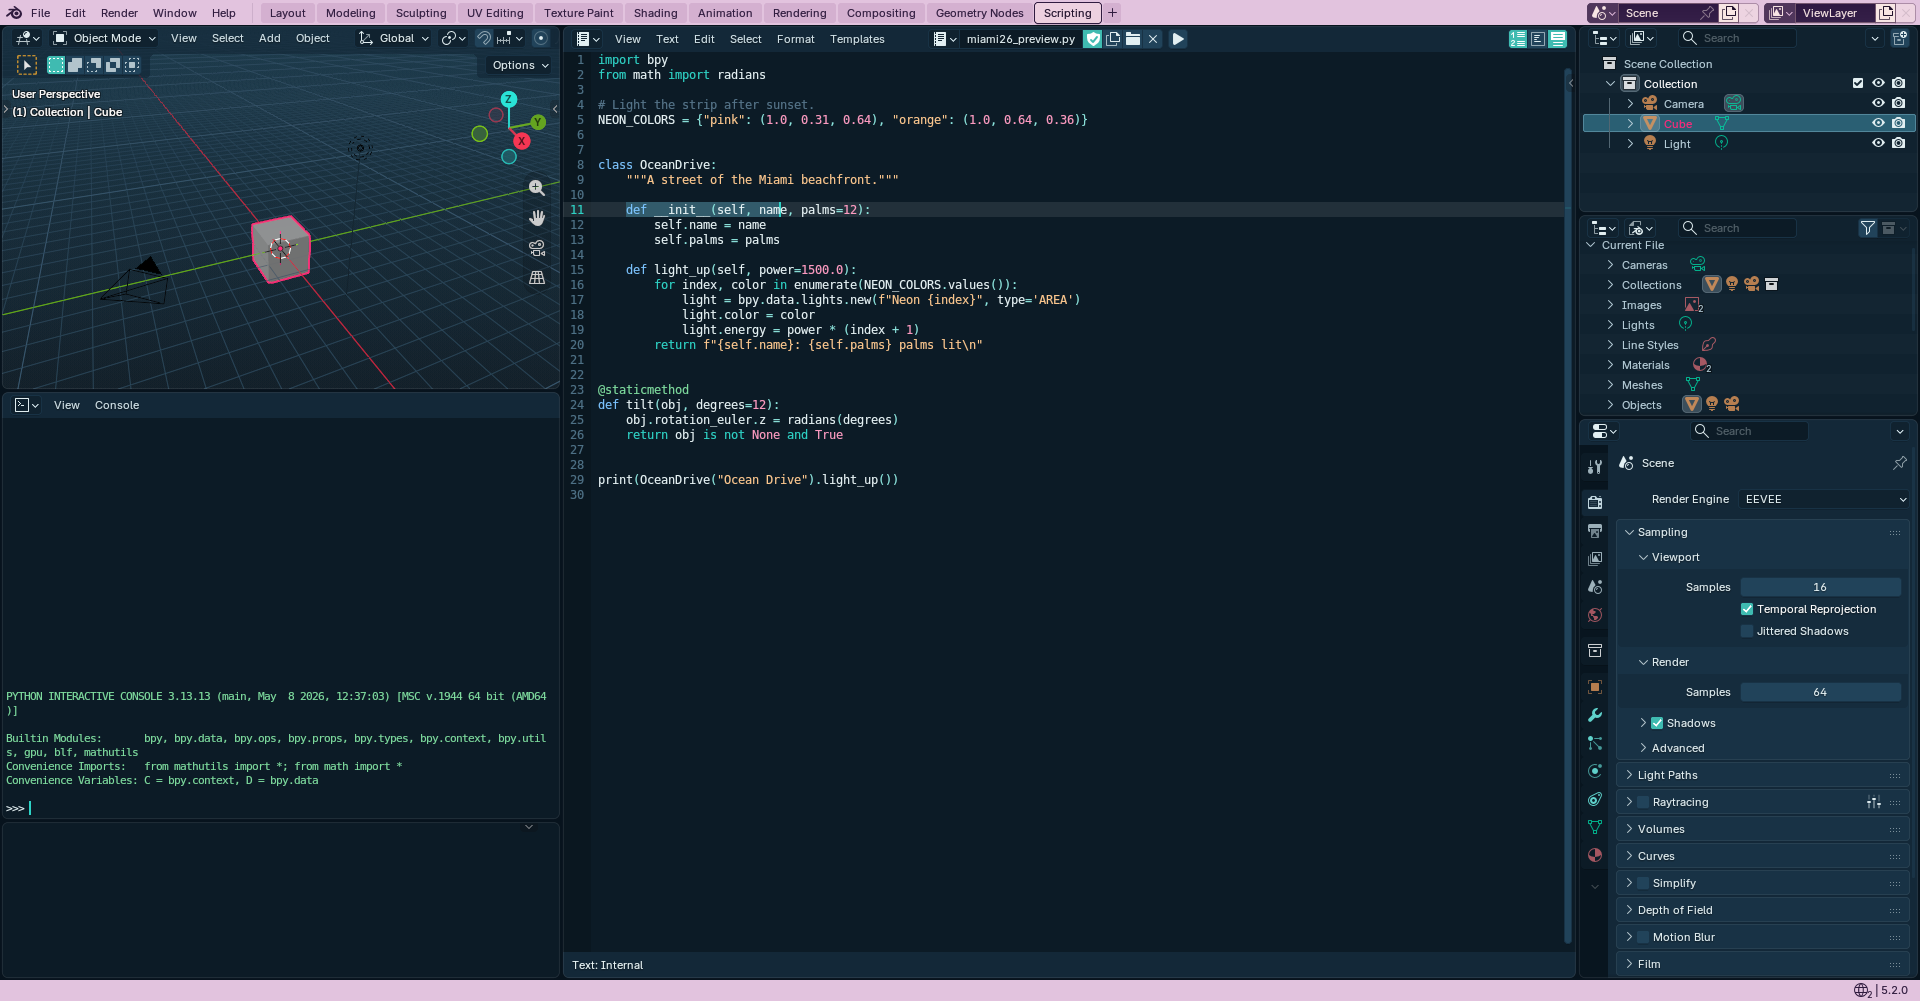 File Edit Render Window Help Layout Modeling Sculpting UV Editing Texture Paint Shading Animation Rendering Compositing Geometry Nodes Scripting + Scene ViewLayer
Object Mode View Select Add Object Global
Options
User Perspective
(1) Collection | Cube
Z
Y
X
View Console
PYTHON INTERACTIVE CONSOLE 3.13.13 (main, May  8 2026, 12:37:03) [MSC v.1944 64 bit (AMD64
)]
Builtin Modules:       bpy, bpy.data, bpy.ops, bpy.props, bpy.types, bpy.context, bpy.util
s, gpu, blf, mathutils
Convenience Imports:   from mathutils import *; from math import *
Convenience Variables: C = bpy.context, D = bpy.data
>>>
View Text Edit Select Format Templates miami26_preview.py
1 import bpy
2 from math import radians
3
4 # Light the strip after sunset.
5 NEON_COLORS = {"pink": (1.0, 0.31, 0.64), "orange": (1.0, 0.64, 0.36)}
6
7
8 class OceanDrive:
9     """A street of the Miami beachfront."""
10
11     def __init__(self, name, palms=12):
12         self.name = name
13         self.palms = palms
14
15     def light_up(self, power=1500.0):
16         for index, color in enumerate(NEON_COLORS.values()):
17             light = bpy.data.lights.new(f"Neon {index}", type='AREA')
18             light.color = color
19             light.energy = power * (index + 1)
20         return f"{self.name}: {self.palms} palms lit\n"
21
22
23 @staticmethod
24 def tilt(obj, degrees=12):
25     obj.rotation_euler.z = radians(degrees)
26     return obj is not None and True
27
28
29 print(OceanDrive("Ocean Drive").light_up())
30
Text: Internal
Search
Scene Collection
Collection
Camera
Cube
Light
Search
Current File
Cameras
Collections
Images 2
Lights
Line Styles
Materials 2
Meshes
Objects
Search
Scene
Render Engine EEVEE
Sampling
Viewport
Samples 16
Temporal Reprojection
Jittered Shadows
Render
Samples 64
Shadows
Advanced
Light Paths
Raytracing
Volumes
Curves
Simplify
Depth of Field
Motion Blur
Film
2 | 5.2.0